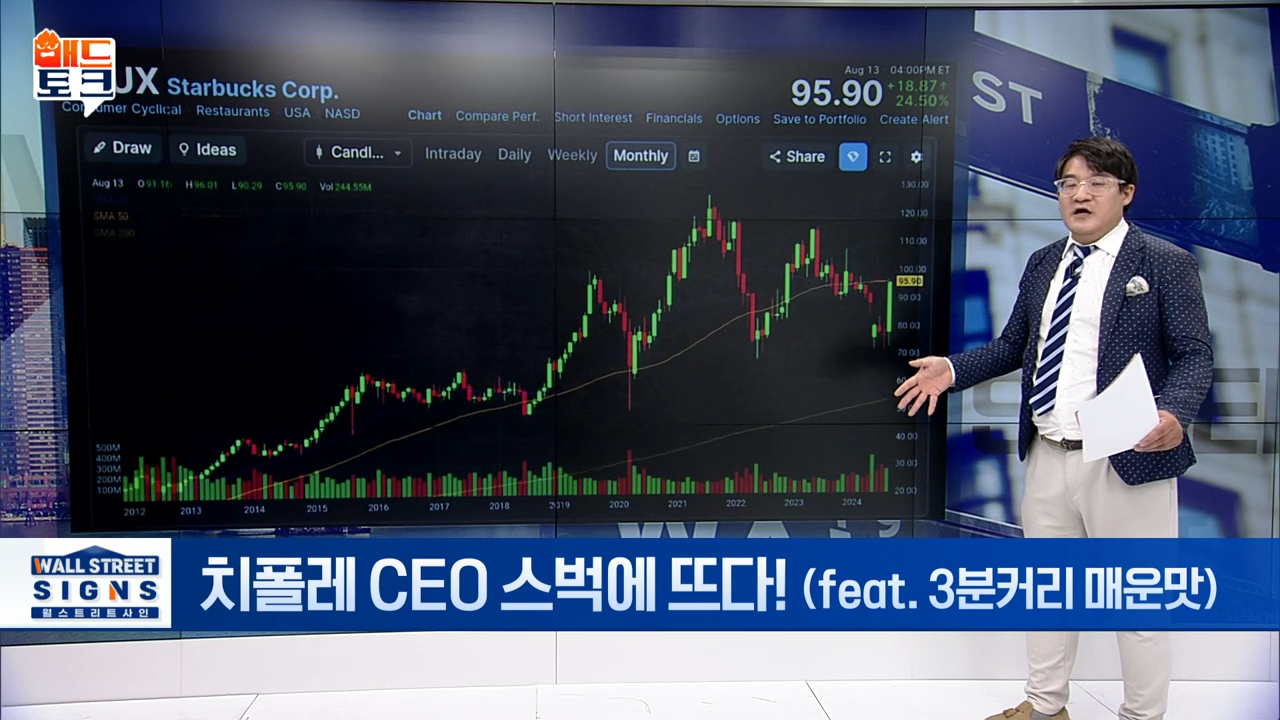 매드
토크
UX Starbucks Corp.
Consumer Cyclical · Restaurants · USA · NASD
Aug 13 · 04:00PM ET
95.90 +18.87↑
24.50%
Chart Compare Perf. Short Interest Financials Options Save to Portfolio Create Alert
Draw Ideas Candl... Intraday Daily Weekly Monthly Share
Aug 13 O91.16 H96.01 L90.29 C95.90 Vol244.55M
SMA 50
SMA 200
130.00
120.00
110.00
100.00
95.90
90.00
80.00
70.00
40.00
30.00
20.00
500M
400M
300M
200M
100M
2012 2013 2014 2015 2016 2017 2018 2019 2020 2021 2022 2023 2024
ST
WALL STREET
SIGNS
월스트리트사인
치폴레 CEO 스벅에 뜨다! (feat. 3분커리 매운맛)